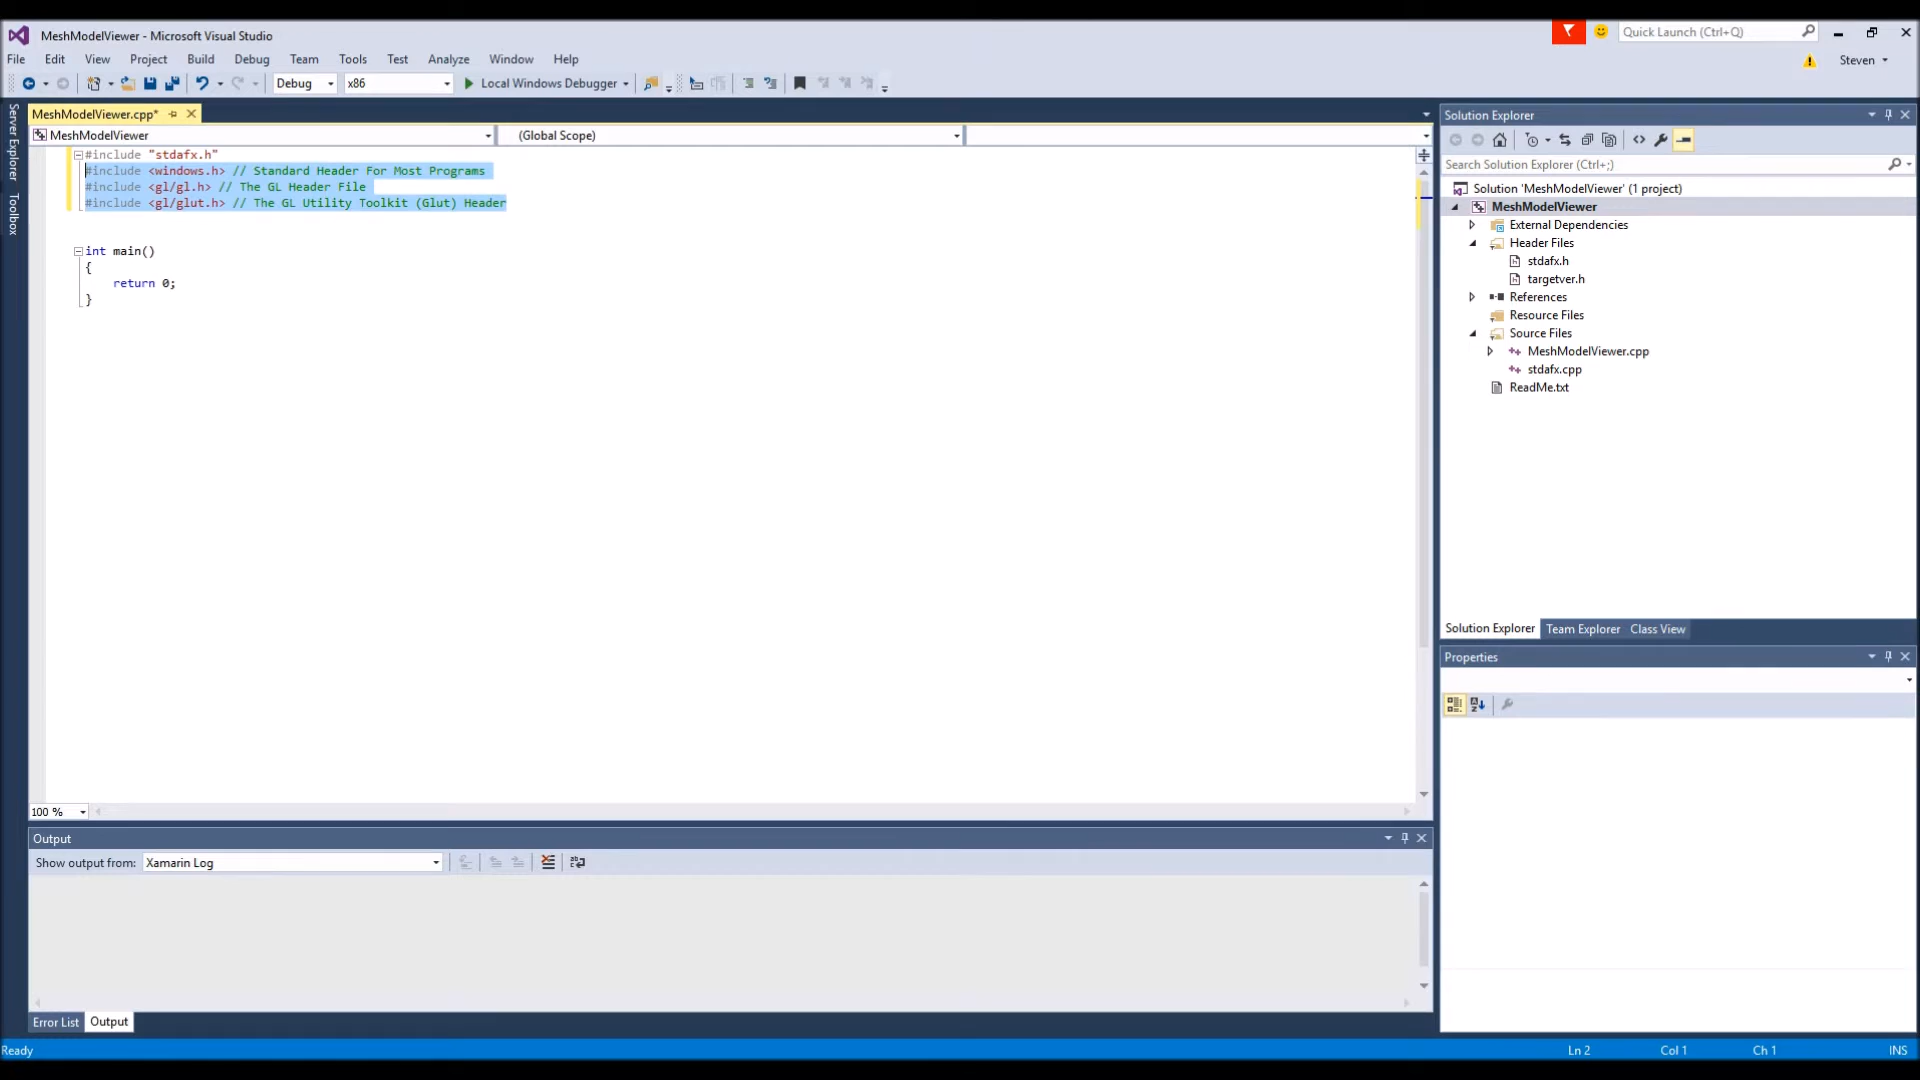 MeshModelViewer - Microsoft Visual Studio
Quick Launch (Ctrl+Q)
File Edit View Project Build Debug Team Tools Test Analyze Window Help
Steven
Debug x86 Local Windows Debugger
Server Explorer
Toolbox
MeshModelViewer.cpp*
MeshModelViewer (Global Scope)
#include "stdafx.h"
#include <windows.h> // Standard Header For Most Programs
#include <gl/gl.h> // The GL Header File
#include <gl/glut.h> // The GL Utility Toolkit (Glut) Header
int main()
{
return 0;
}
100 %
Output
Show output from: Xamarin Log
Error List Output
Solution Explorer
Search Solution Explorer (Ctrl+;)
Solution 'MeshModelViewer' (1 project)
MeshModelViewer
External Dependencies
Header Files
stdafx.h
targetver.h
References
Resource Files
Source Files
MeshModelViewer.cpp
stdafx.cpp
ReadMe.txt
Solution Explorer Team Explorer Class View
Properties
Ready Ln 2 Col 1 Ch 1 INS